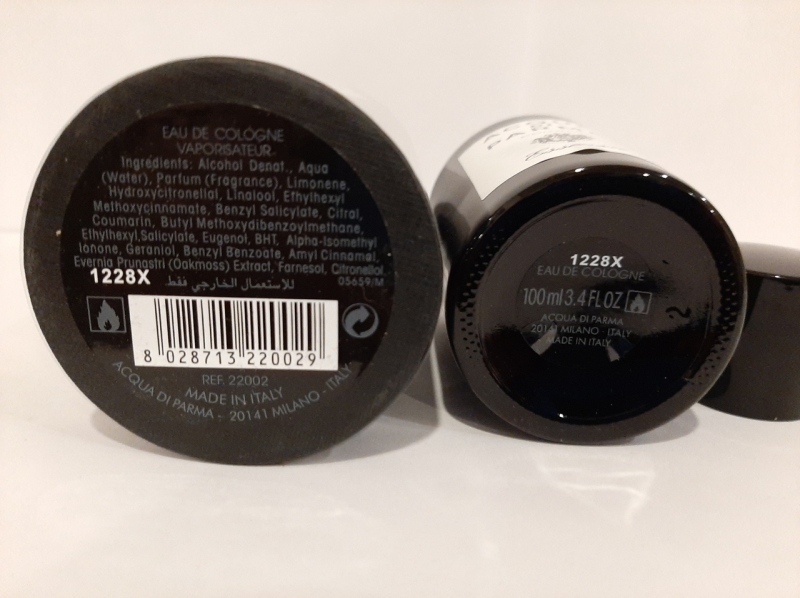 EAU DE COLOGNE
VAPORISATEUR
Ingredients: Alcohol Denat., Aqua
(Water), Parfum (Fragrance), Limonene,
Hydroxycitronellal, Linalool, Ethylhexyl
Methoxycinnamate, Benzyl Salicylate, Citral,
Coumarin, Butyl Methoxydibenzoylmethane,
Ethylhexyl Salicylate, Eugenol, BHT, Alpha-Isomethyl
Ionone, Geraniol, Benzyl Benzoate, Amyl Cinnamal,
Evernia Prunastri (Oakmoss) Extract, Farnesol, Citronellol.
1228X للاستعمال الخارجي فقط 05659/M
8 028713 220029
REF. 22002
MADE IN ITALY
ACQUA DI PARMA - 20141 MILANO - ITALY
1228X
EAU DE COLOGNE
100ml 3.4 FL OZ
ACQUA DI PARMA
20141 MILANO - ITALY
MADE IN ITALY
2